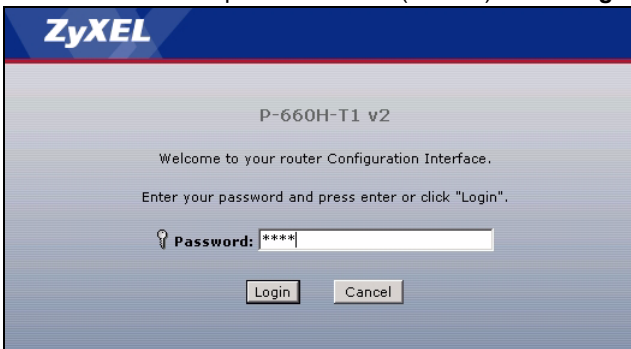 ZyXEL
P-660H-T1 v2
Welcome to your router Configuration Interface.
Enter your password and press enter or click "Login".
Password: ****
Login Cancel